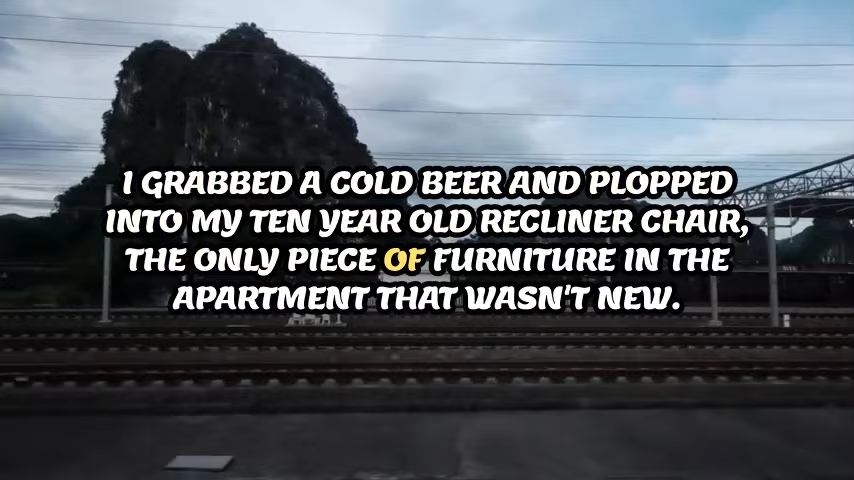 I GRABBED A COLD BEER AND PLOPPED
INTO MY TEN YEAR OLD RECLINER CHAIR,
THE ONLY PIECE OF FURNITURE IN THE
APARTMENT THAT WASN'T NEW.